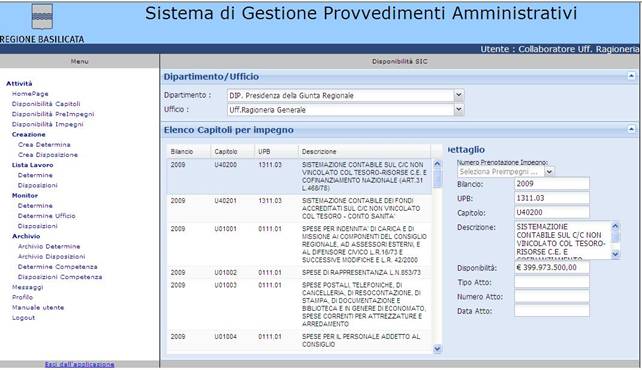 Sistema di Gestione Provvedimenti Amministrativi
REGIONE BASILICATA
Utente : Collaboratore Uff. Ragioneria
Menu
Disponibilità SIC
Attività
HomePage
Disponibilità Capitoli
Disponibilità PreImpegni
Disponibilità Impegni
Creazione
Crea Determina
Crea Disposizione
Lista Lavoro
Determine
Disposizioni
Monitor
Determine
Determine Ufficio
Disposizioni
Archivio
Archivio Determine
Archivio Disposizioni
Determine Competenza
Disposizioni Competenza
Messaggi
Profilo
Manuale utente
Logout
Esci dall'applicazione
Dipartimento/Ufficio
Dipartimento : DIP. Presidenza della Giunta Regionale
Ufficio : Uff.Ragionera Generale
Elenco Capitoli per impegno
Bilancio Capitolo UPB Descrizione
2009 U40200 1311.03 SISTEMAZIONE CONTABILE SUL C/C NON
VINCOLATO COL TESORO-RISORSE C.E. E
COFINANZIAMENTO NAZIONALE (ART.31
L.468/78)
2009 U40201 1311.03 SISTEMAZIONE CONTABILE DEI FONDI
ACCREDITATI SUL C/C NON VINCOLATO
COL TESORO - CONTO SANITA'
2009 U01001 0111.01 SPESE PER INDENNITA' DI CARICA E DI
MISSIONE AI COMPONENTI DEL CONSIGLIO
REGIONALE, AD ASSESSORI ESTERNI, E
AL DIFENSORE CIVICO L.R.16/73 E
SUCCESSIVE MODIFICHE E L.R. 42/2000
2009 U01002 0111.01 SPESE DI RAPPRESENTANZA L.N.853/73
2009 U01003 0111.01 SPESE POSTALI, TELEFONICHE, DI
CANCELLERIA, DI RESOCONTAZIONE, DI
STAMPA, DI DOCUMENTAZIONE E
BIBLIOTECA E IN GENERE DI ECONOMATO,
SPESE CORRENTI PER ATTREZZATURE E
ARREDAMENTO
2009 U01004 0111.01 SPESE PER IL PERSONALE ADDETTO AL
CONSIGLIO
ettaglio
Numero Prenotazione Impegno:
Seleziona Preimpegni ...
Bilancio: 2009
UPB: 1311.03
Capitolo: U40200
Descrizione: SISTEMAZIONE
CONTABILE SUL C/C NON
VINCOLATO COL TESORO-
RISORSE C.E. E
COFINANZIAMENTO
Disponibilità: € 399.973.500,00
Tipo Atto:
Numero Atto:
Data Atto: